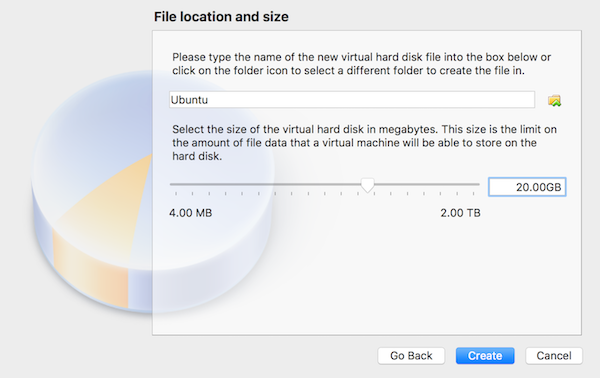 File location and size
Please type the name of the new virtual hard disk file into the box below or
click on the folder icon to select a different folder to create the file in.
Ubuntu
Select the size of the virtual hard disk in megabytes. This size is the limit on
the amount of file data that a virtual machine will be able to store on the
hard disk.
20.00GB
4.00 MB 2.00 TB
Go Back Create Cancel